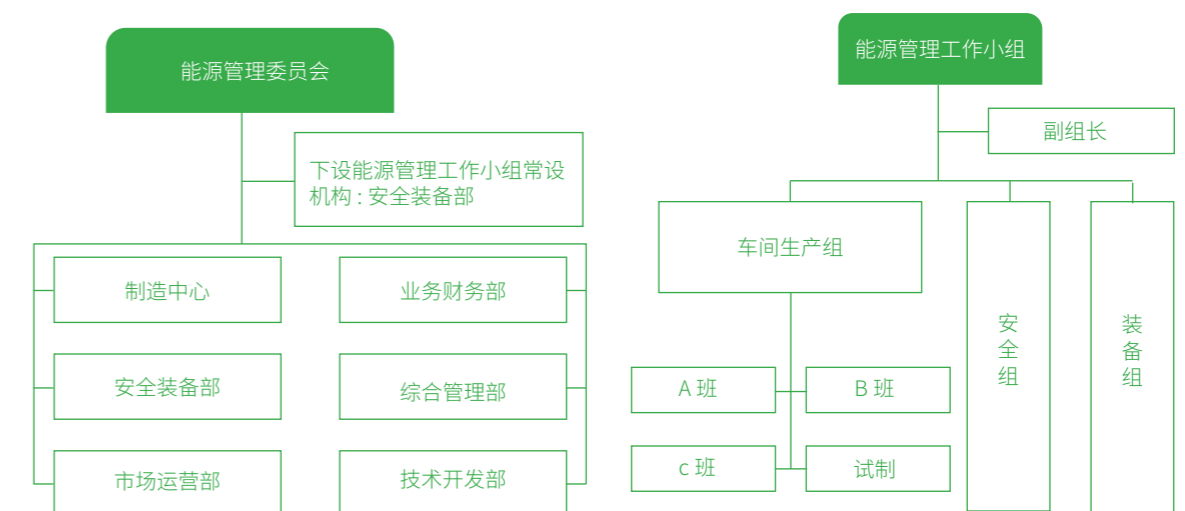 能源管理委员会
下设能源管理工作小组常设
机构 : 安全装备部
制造中心
业务财务部
安全装备部
综合管理部
市场运营部
技术开发部
能源管理工作小组
副组长
车间生产组
安全组
装备组
A 班
B 班
c 班
试制